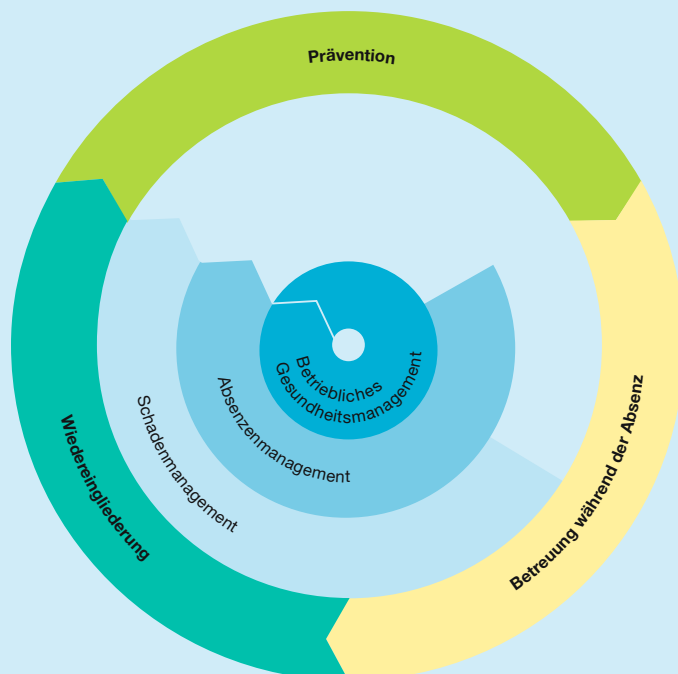 Prävention
Betreuung während der Absenz
Wiedereingliederung
Schadenmanagement
Absenzenmanagement
Betriebliches
Gesundheitsmanagement